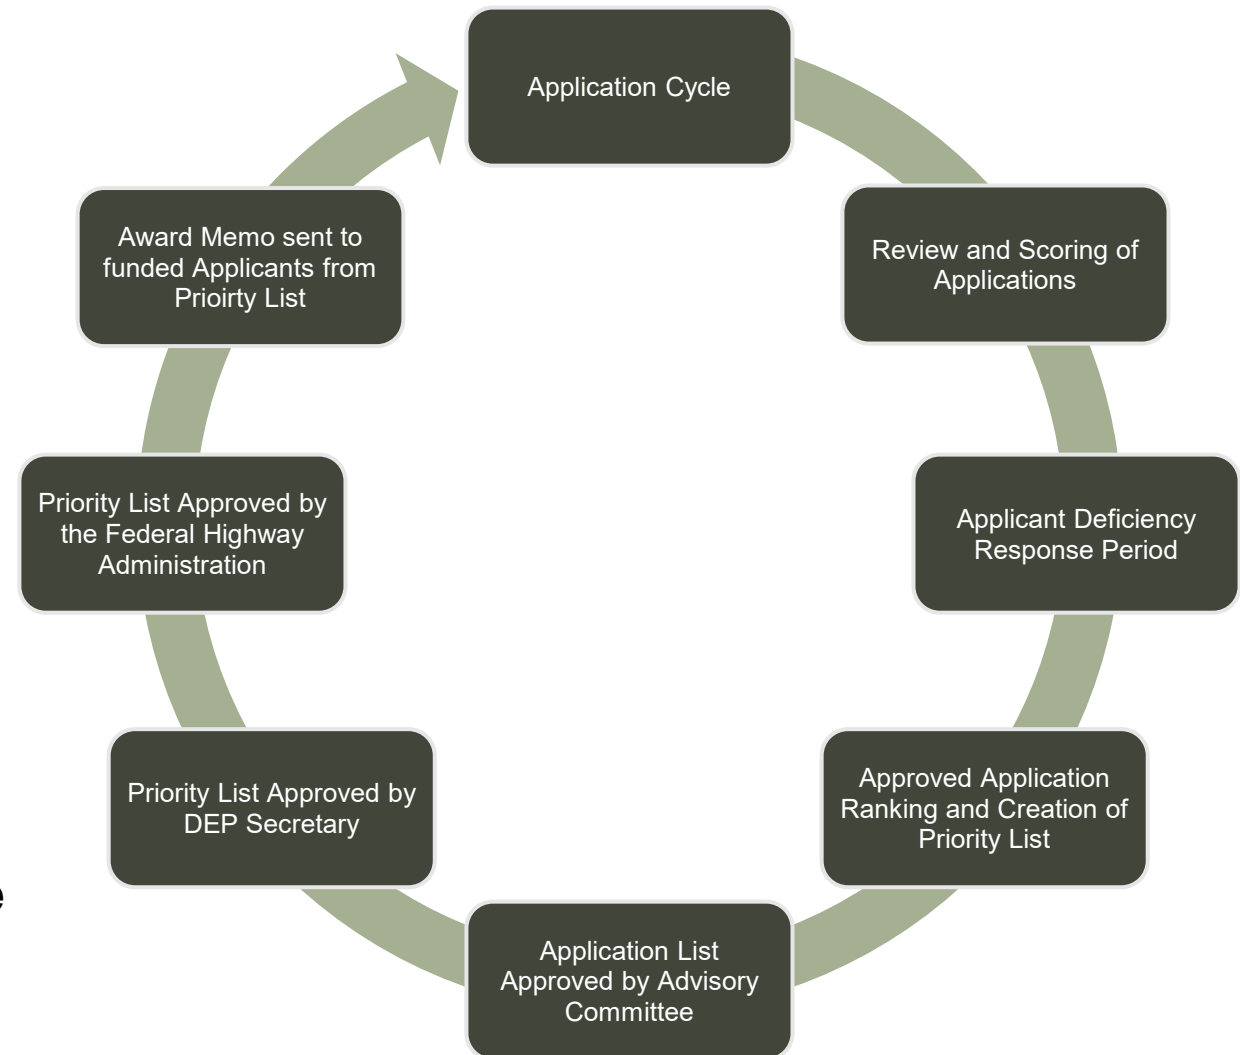 Application Cycle
Review and Scoring of
Applications
Applicant Deficiency
Response Period
Approved Application
Ranking and Creation of
Priority List
Application List
Approved by Advisory
Committee
Priority List Approved by
DEP Secretary
Priority List Approved by
the Federal Highway
Administration
Award Memo sent to
funded Applicants from
Prioirty List
e